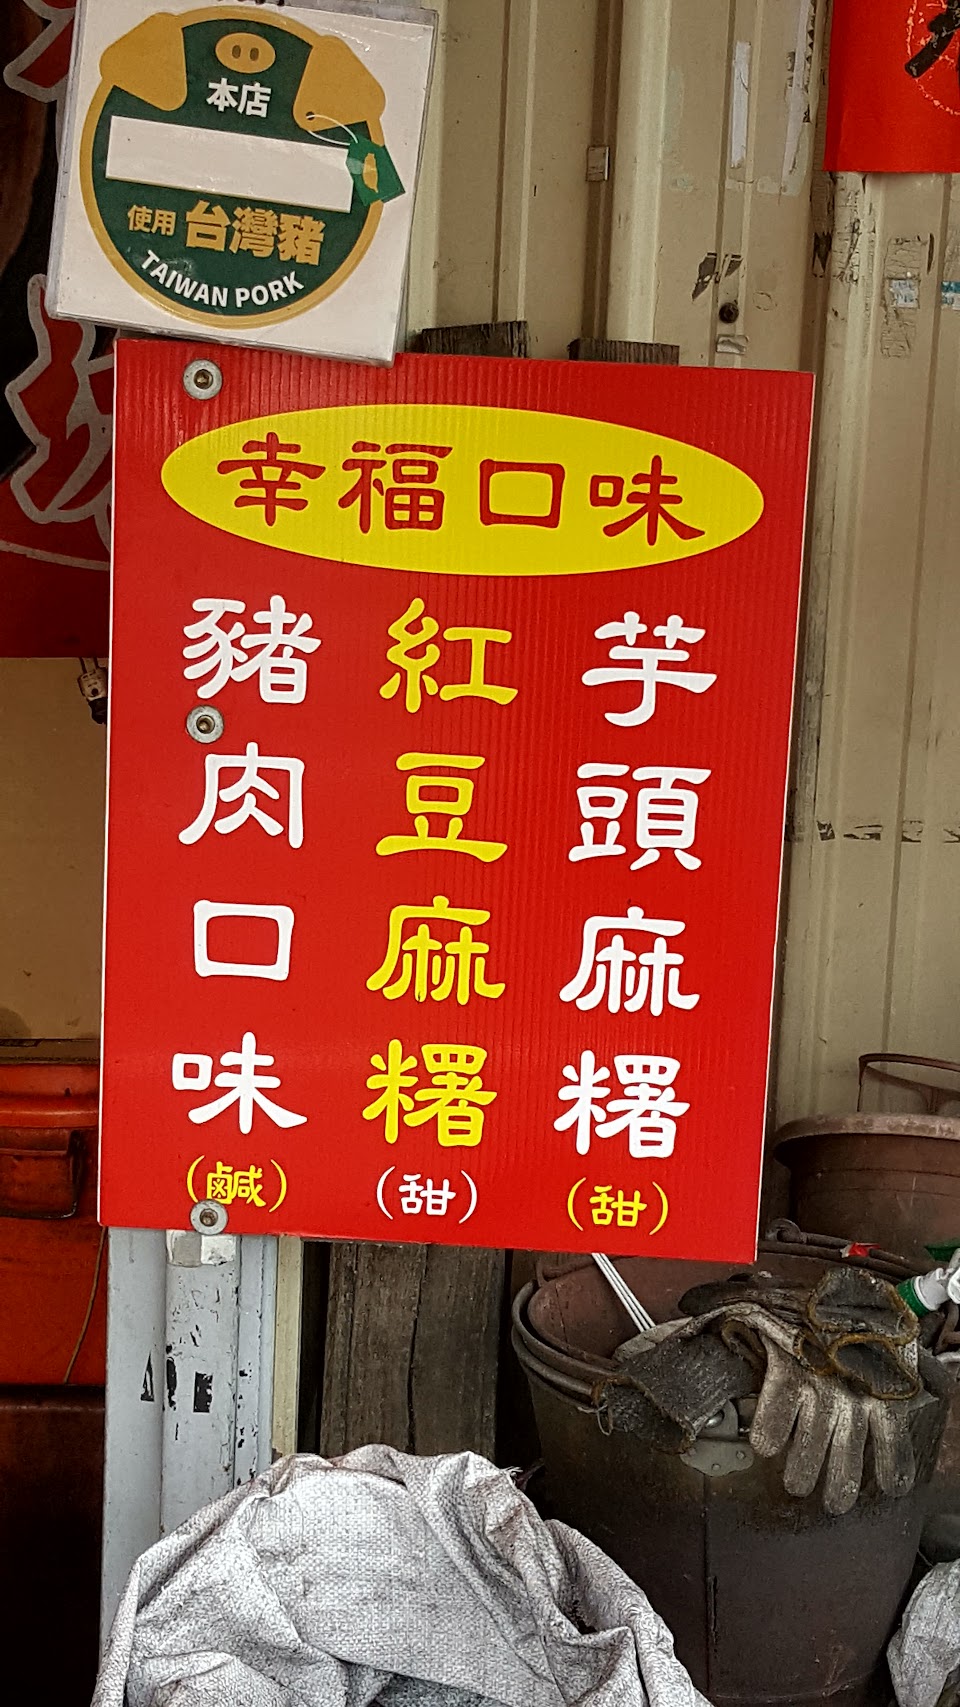 本店
使用 台灣豬
TAIWAN PORK
幸福口味
芋頭麻糬
(甜)
紅豆麻糬
(甜)
豬肉口味
(鹹)